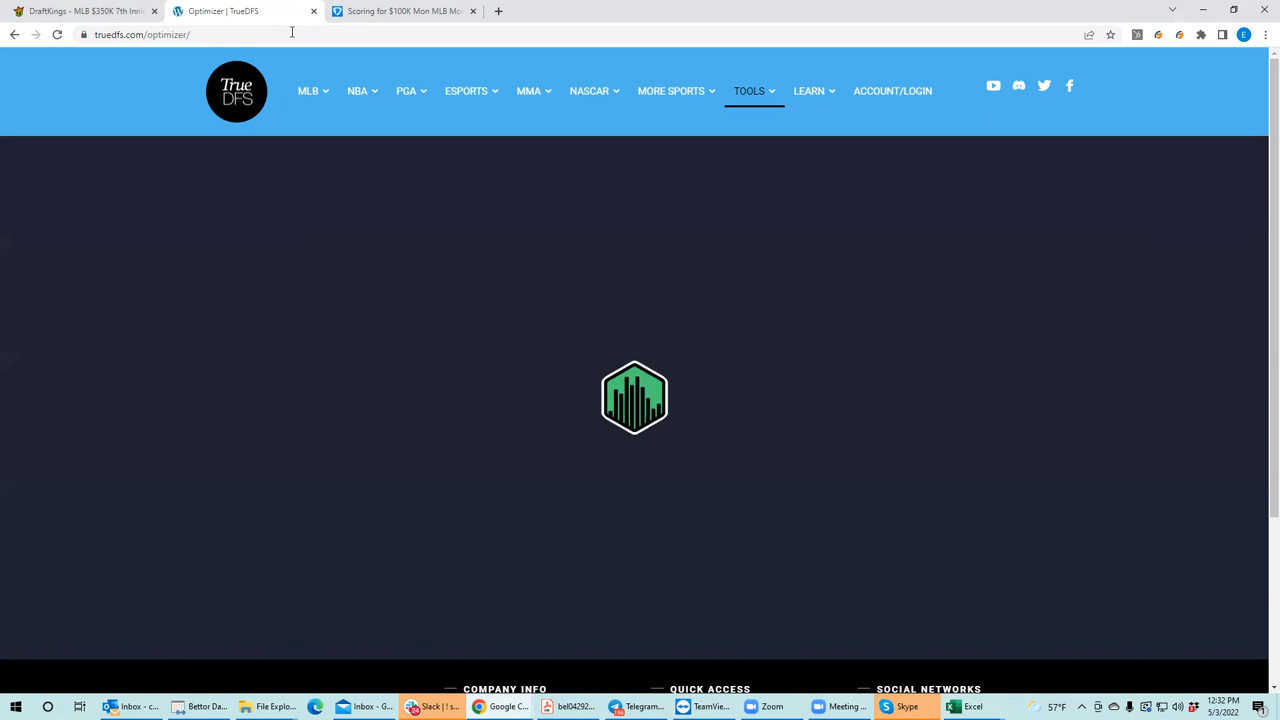 DraftKings - MLB $350K 7th Inni
Optimizer | TrueDFS
Scoring for $100K Mon MLB Mo
truedfs.com/optimizer/
E
True
DFS
MLB
NBA
PGA
ESPORTS
MMA
NASCAR
MORE SPORTS
TOOLS
LEARN
ACCOUNT/LOGIN
COMPANY INFO
QUICK ACCESS
SOCIAL NETWORKS
Inbox - c...
Bettor Da...
File Explo...
Inbox - G...
Slack | ! s...
Google C...
bel04292...
Telegram...
TeamVie...
Zoom
Meeting ...
Skype
Excel
57°F
12:32 PM
5/3/2022